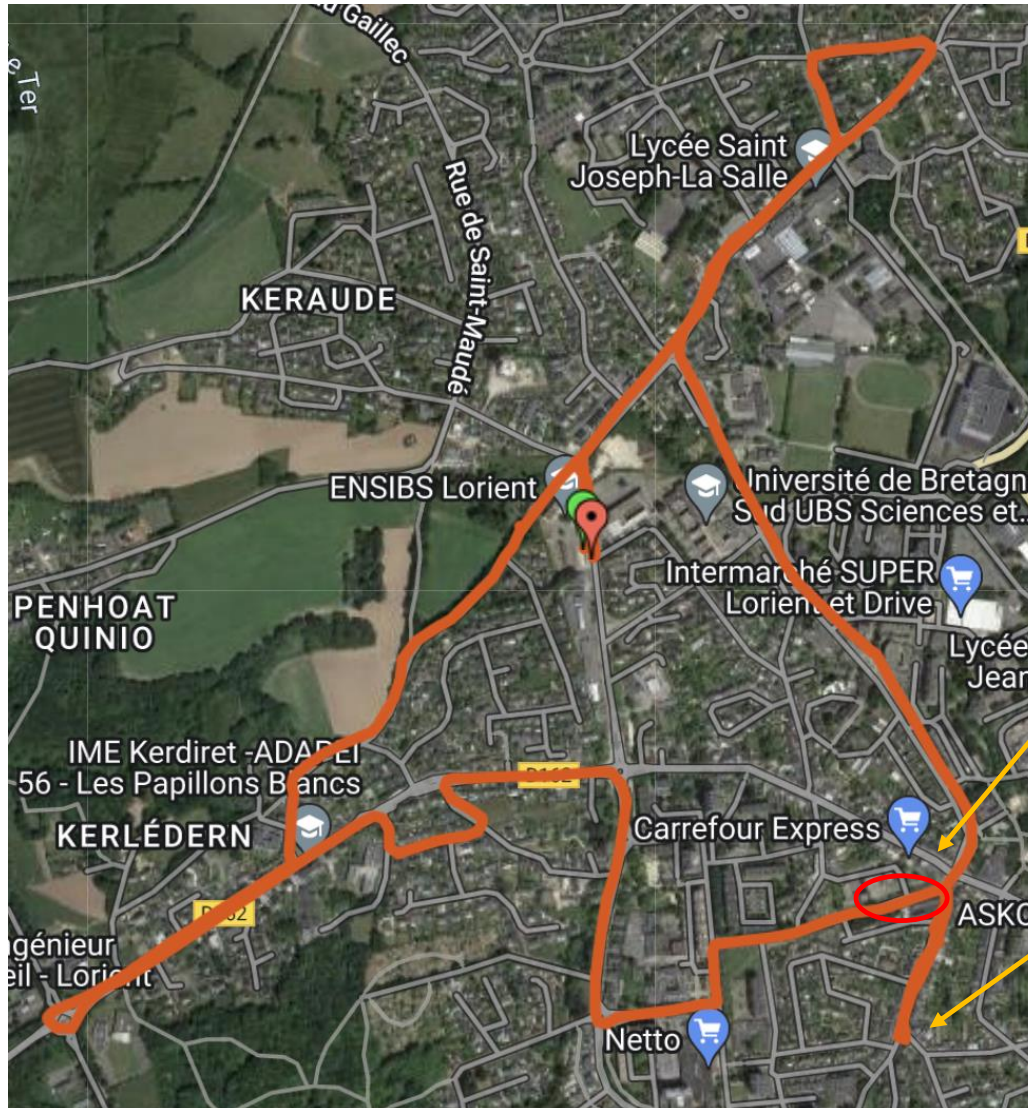 Gaillec
e Ter
Lycée Saint
Joseph-La Salle
Rue de Saint-Maudé
KERAUDE
ENSIBS Lorient
Université de Bretagn
Sud UBS Sciences et.
Intermarché SUPER
Lorient et Drive
PENHOAT
QUINIO
Lycée
Jean
IME Kerdiret -ADAPEI
56 - Les Papillons Blancs
D162
Carrefour Express
KERLÉDERN
D162
ASKO
ngénieur
eil - Lorient
Netto